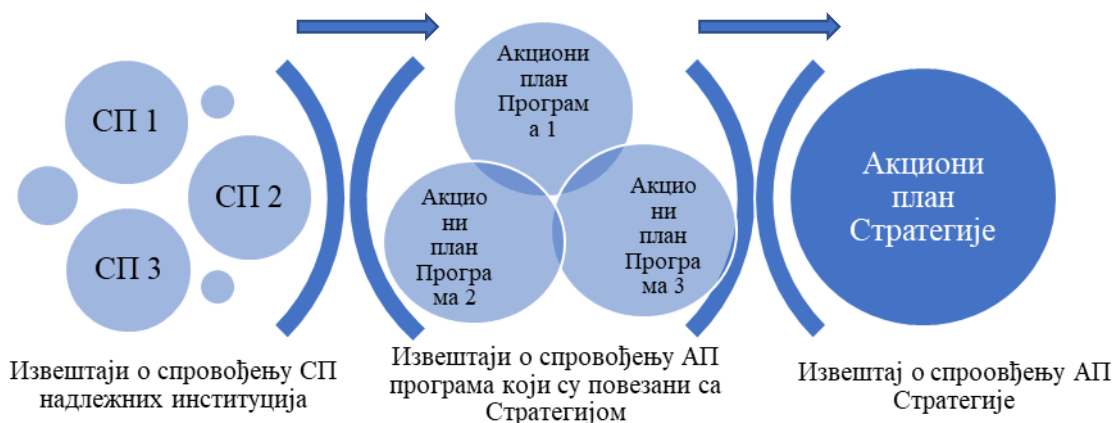 СП 1
СП 2
СП 3
Извештаји о спровођењу СП
надлежних институција
Акциони
план
Програм
а 1
Акцио
ни
план
Програ
ма 2
Акцио
ни
план
Програ
ма 3
Извештаји о спровођењу АП
програма који су повезани са
Стратегијом
Акциони
план
Стратегије
Извештај о спроовђењу АП
Стратегије